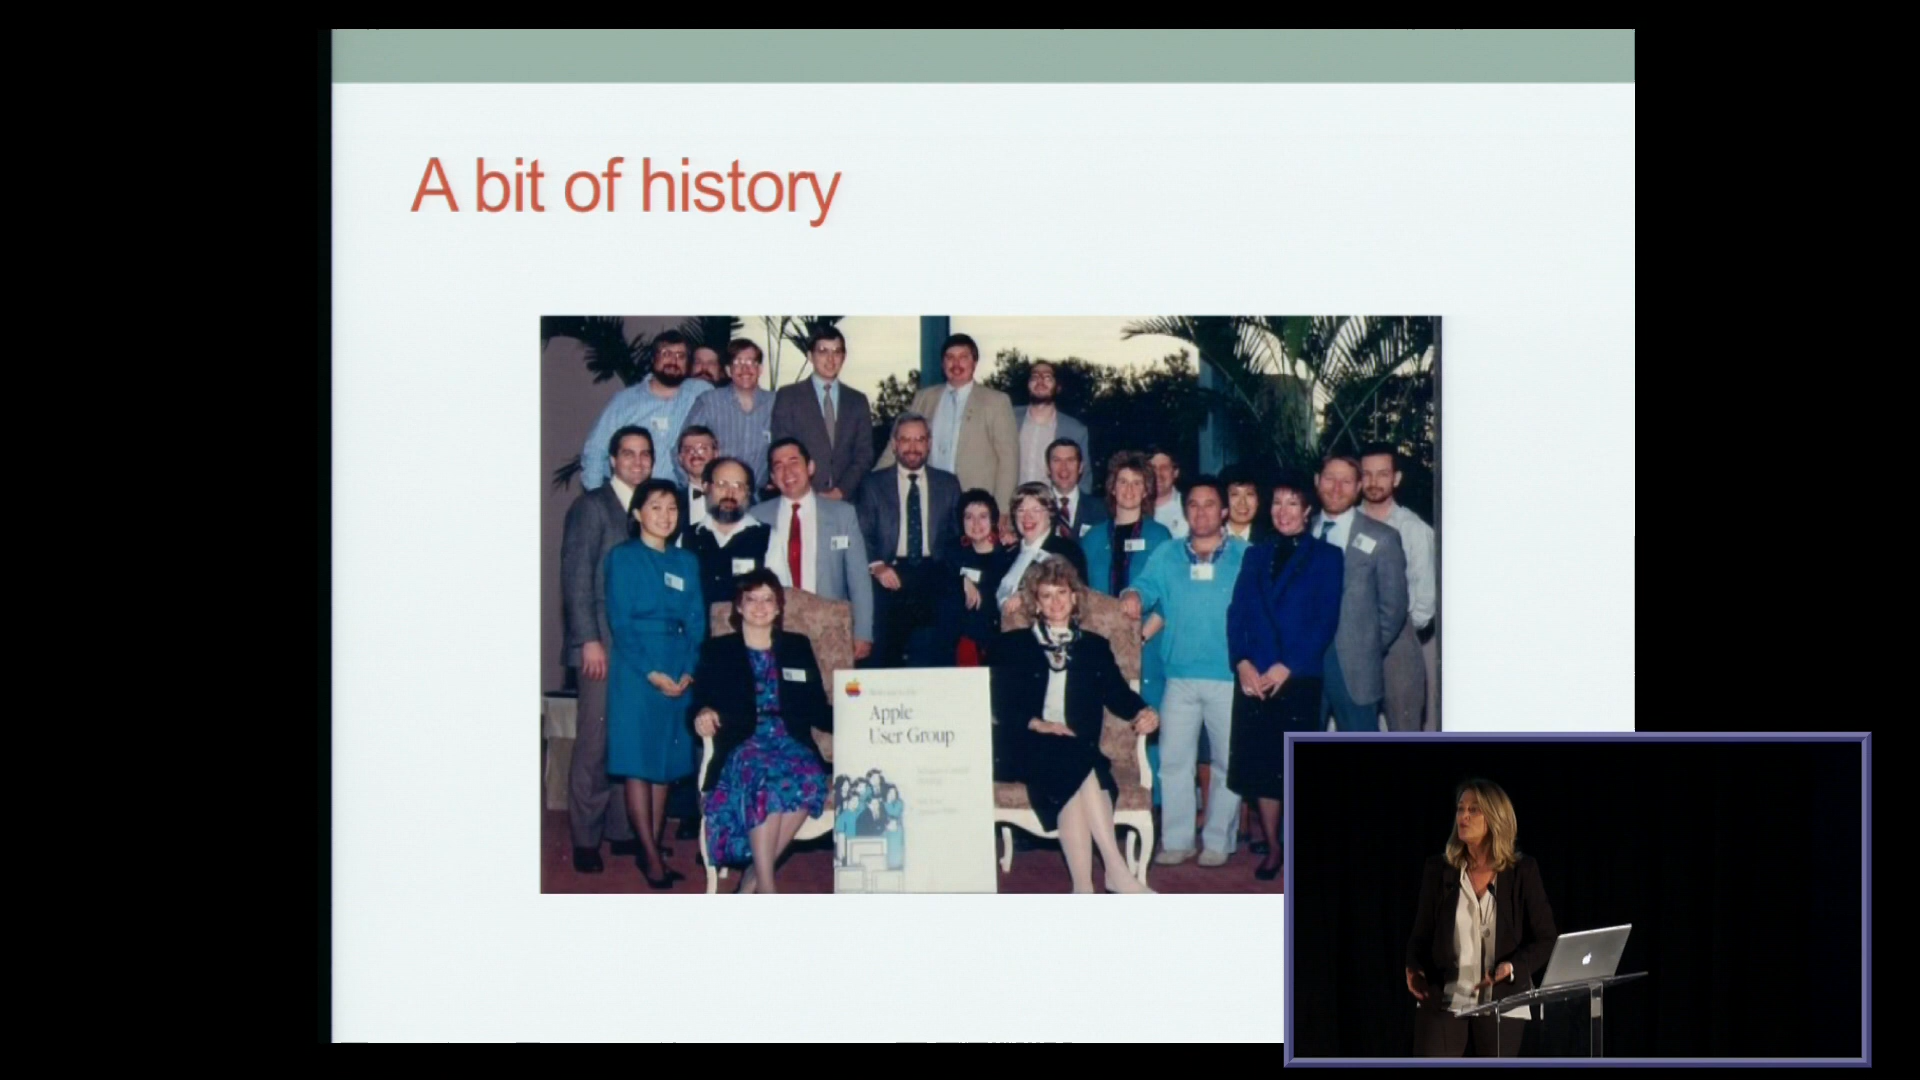 A bit of history
Apple
User Group